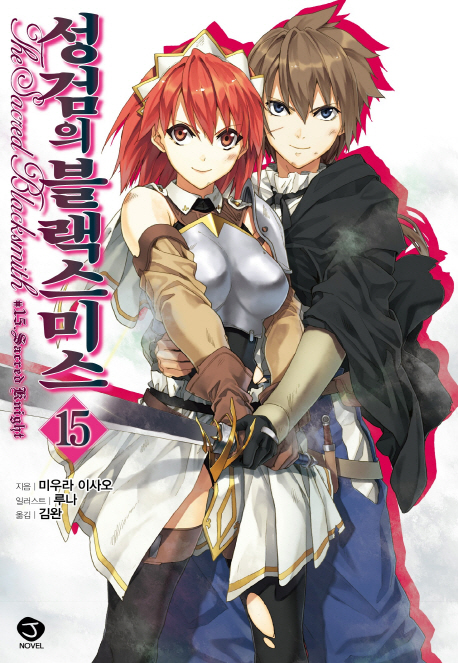 성검의 블랙스미스
The Sacred Blacksmith
#15. Sacred Knight
15
지음 | 미우라 이사오
일러스트 | 루나
옮김 | 김완
J
NOVEL